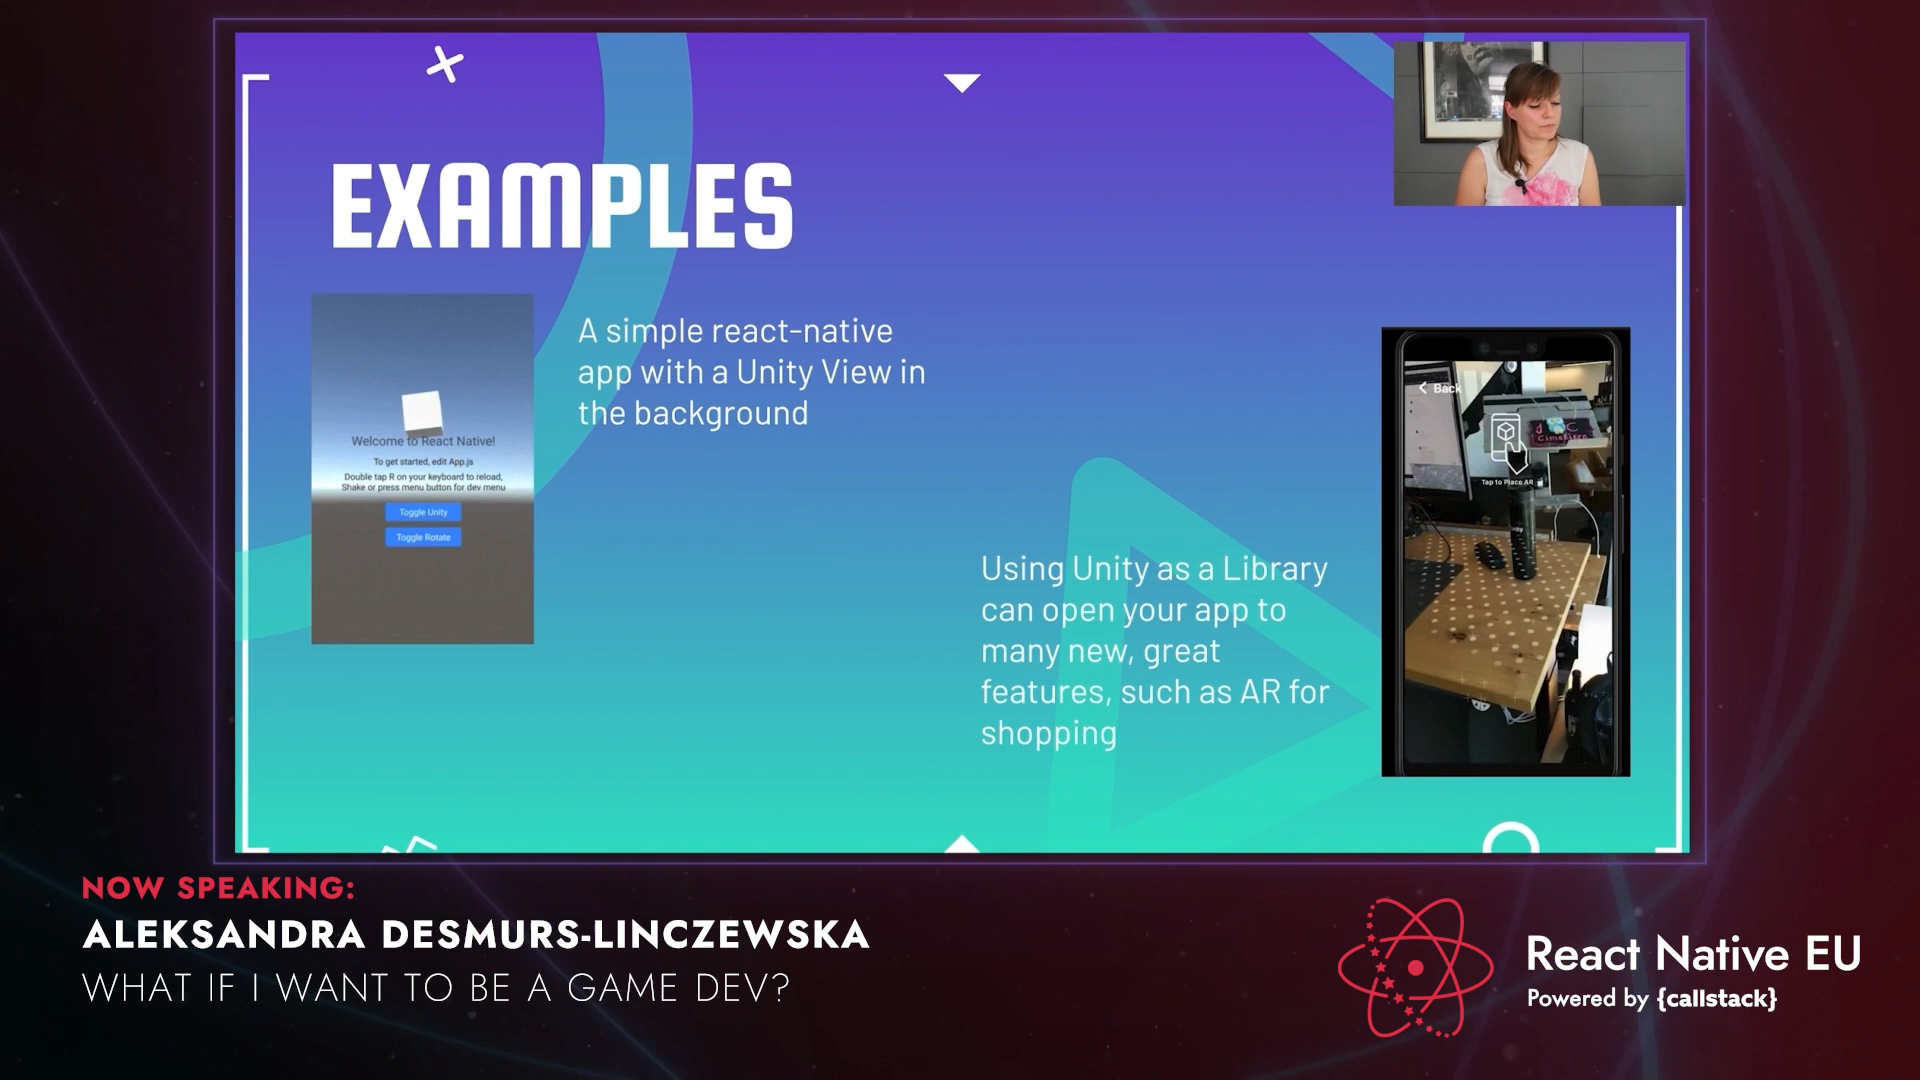 EXAMPLES
A simple react-native
app with a Unity View in
the background
Welcome to React Native!
To get started, edit App.js
Double tap R on your keyboard to reload,
Shake or press menu button for dev menu
Toggle Unity
Toggle Rotate
Using Unity as a Library
can open your app to
many new, great
features, such as AR for
shopping
Back
Tap to Place AR
NOW SPEAKING:
ALEKSANDRA DESMURS-LINCZEWSKA
WHAT IF I WANT TO BE A GAME DEV?
React Native EU
Powered by {callstack}